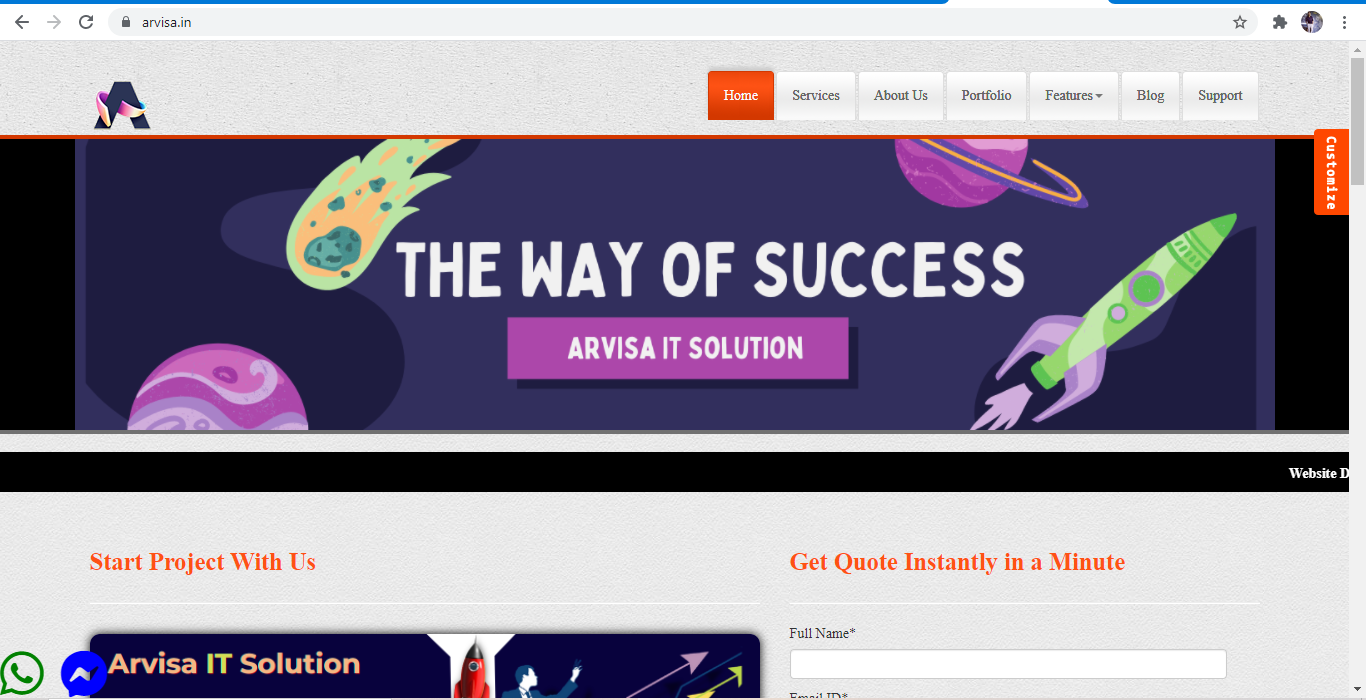 arvisa.in
Home Services About Us Portfolio Features Blog Support
Customize
THE WAY OF SUCCESS
ARVISA IT SOLUTION
Website D
Start Project With Us
Get Quote Instantly in a Minute
Full Name*
Arvisa IT Solution
Email ID*